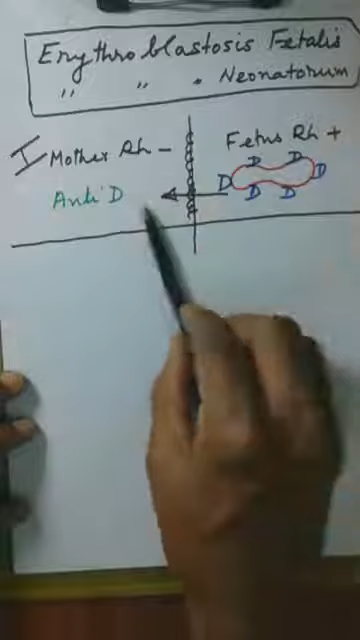 Erythroblastosis Fetalis
" " . Neonatorum
I Mother Rh - Fetus Rh +
D D D D D D
Anti D